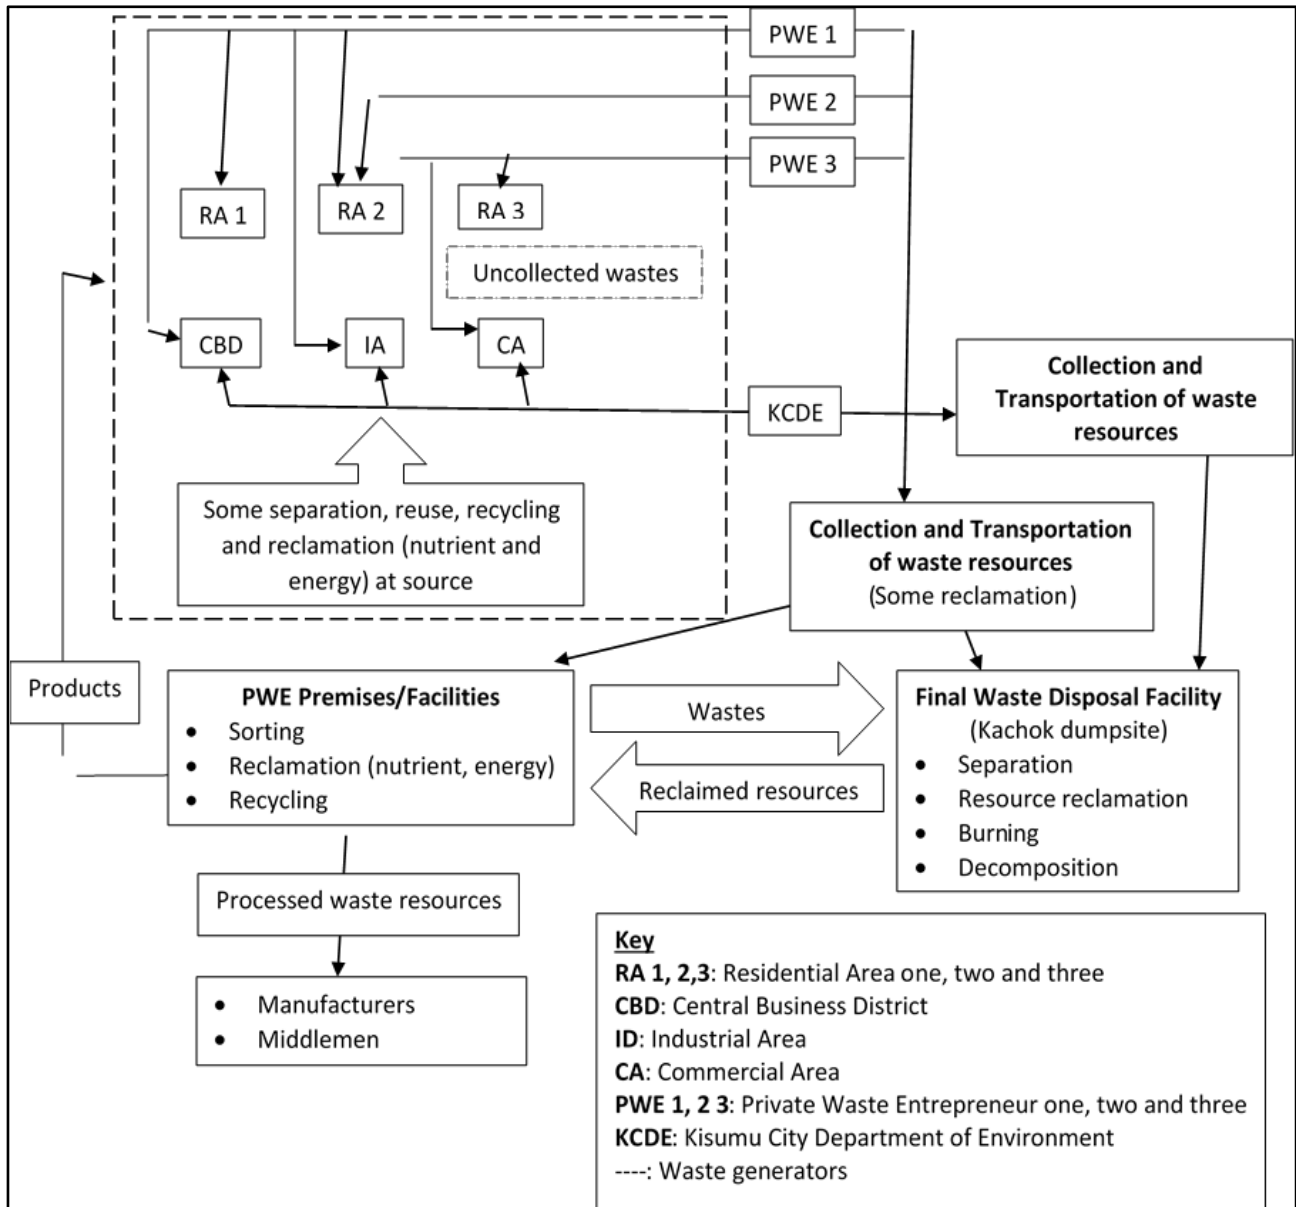 PWE 1
PWE 2
PWE 3
RA 1
RA 2
RA 3
Uncollected wastes
CBD
IA
CA
KCDE
Collection and
Transportation of waste
resources
Some separation, reuse, recycling
and reclamation (nutrient and
energy) at source
Collection and Transportation
of waste resources
(Some reclamation)
Products
PWE Premises/Facilities
• Sorting
• Reclamation (nutrient, energy)
• Recycling
Wastes
Reclaimed resources
Final Waste Disposal Facility
(Kachok dumpsite)
• Separation
• Resource reclamation
• Burning
• Decomposition
Processed waste resources
• Manufacturers
• Middlemen
Key
RA 1, 2,3: Residential Area one, two and three
CBD: Central Business District
ID: Industrial Area
CA: Commercial Area
PWE 1, 2 3: Private Waste Entrepreneur one, two and three
KCDE: Kisumu City Department of Environment
----: Waste generators